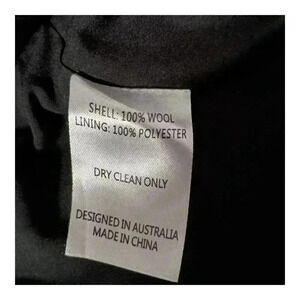 SHELL: 100% WOOL
LINING: 100% POLYESTER
DRY CLEAN ONLY
DESIGNED IN AUSTRALIA
MADE IN CHINA